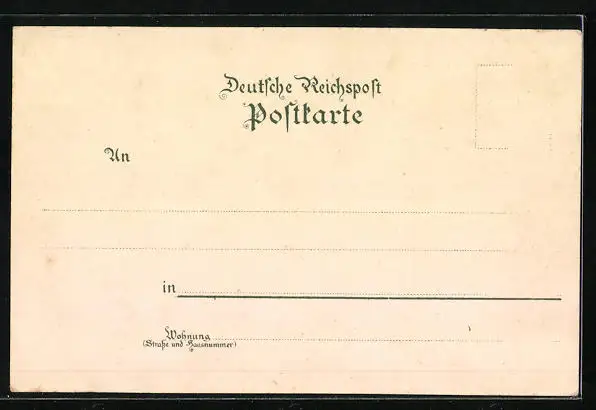 Deutſche Reichspoſt
Poſtkarte
An
in
Wohnung
(Straße und Hausnummer)